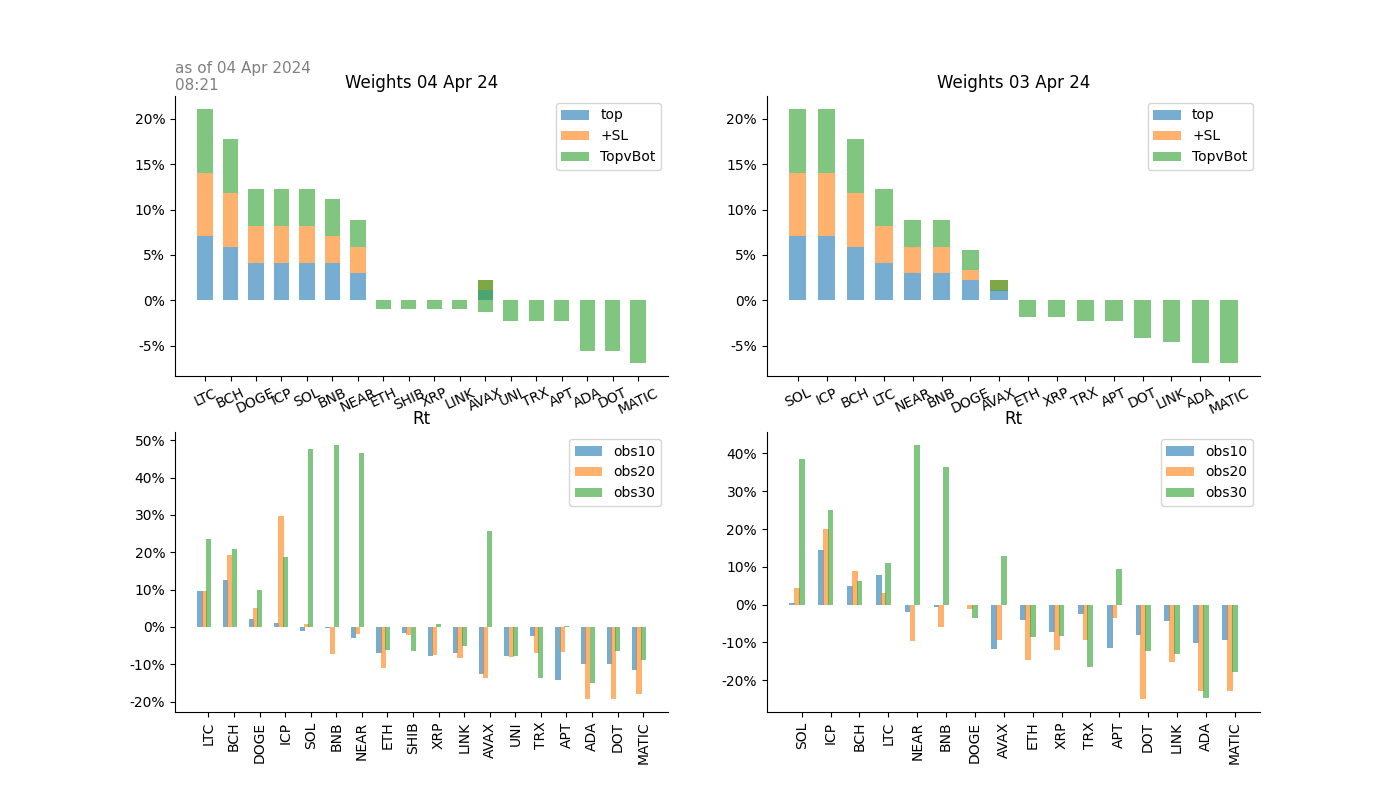 as of 04 Apr 2024
08:21
Weights 04 Apr 24
20%
15%
10%
5%
0%
-5%
top
+SL
TopvBot
LTC BCH DOGE ICP SOL BNB NEAR ETH SHIB XRP LINK AVAX UNI TRX APT ADA DOT MATIC
Weights 03 Apr 24
20%
15%
10%
5%
0%
-5%
top
+SL
TopvBot
SOL ICP BCH LTC NEAR BNB DOGE AVAX ETH XRP TRX APT DOT LINK ADA MATIC
Rt
50%
40%
30%
20%
10%
0%
-10%
-20%
obs10
obs20
obs30
LTC BCH DOGE ICP SOL BNB NEAR ETH SHIB XRP LINK AVAX UNI TRX APT ADA DOT MATIC
Rt
40%
30%
20%
10%
0%
-10%
-20%
obs10
obs20
obs30
SOL ICP BCH LTC NEAR BNB DOGE AVAX ETH XRP TRX APT DOT LINK ADA MATIC